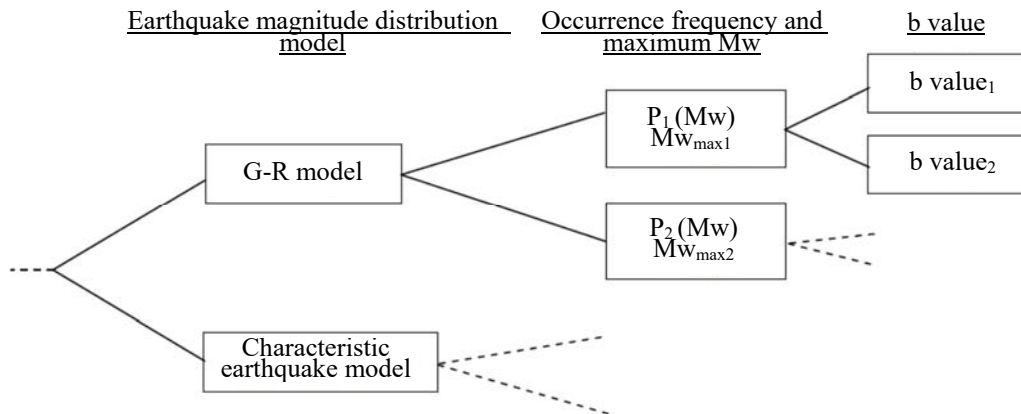 Earthquake magnitude distribution
model
Occurrence frequency and
maximum Mw
b value
b value₁
P₁ (Mw)
Mwₘₐₓ₁
G-R model
b value₂
P₂ (Mw)
Mwₘₐₓ₂
Characteristic
earthquake model